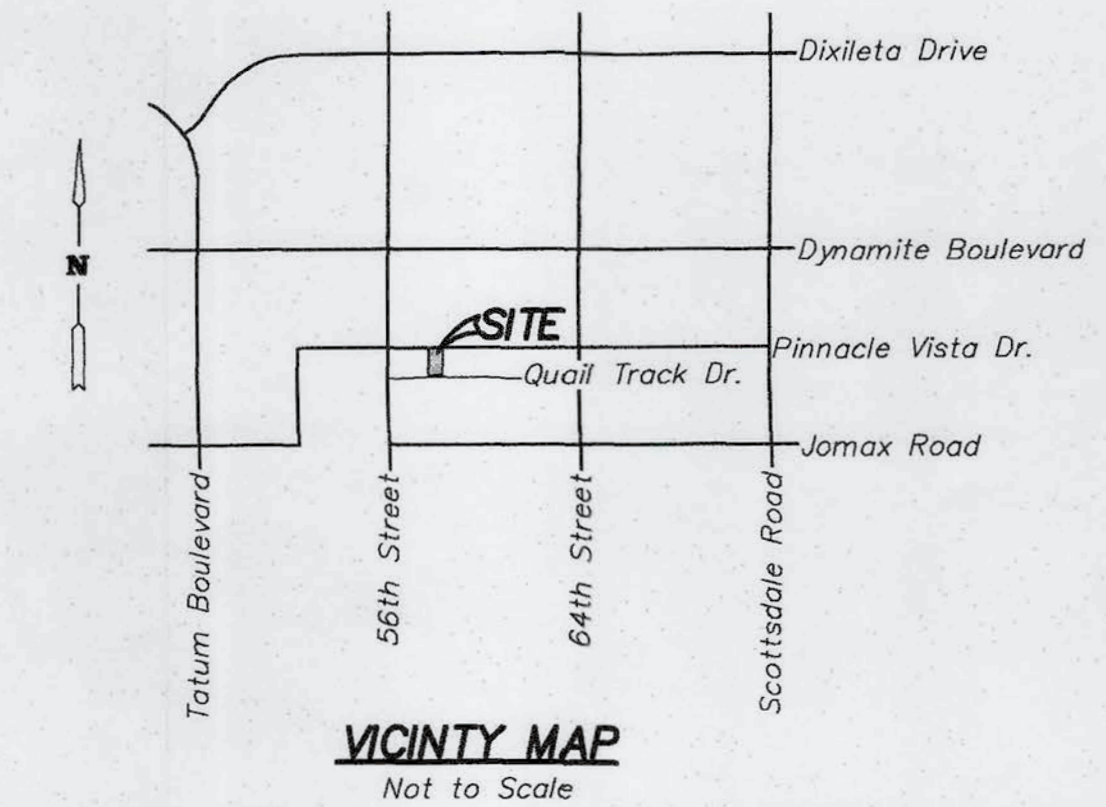 Dixileta Drive
N
Dynamite Boulevard
SITE
Pinnacle Vista Dr.
Quail Track Dr.
Jomax Road
Tatum Boulevard
56th Street
64th Street
Scottsdale Road
VICINTY MAP
Not to Scale